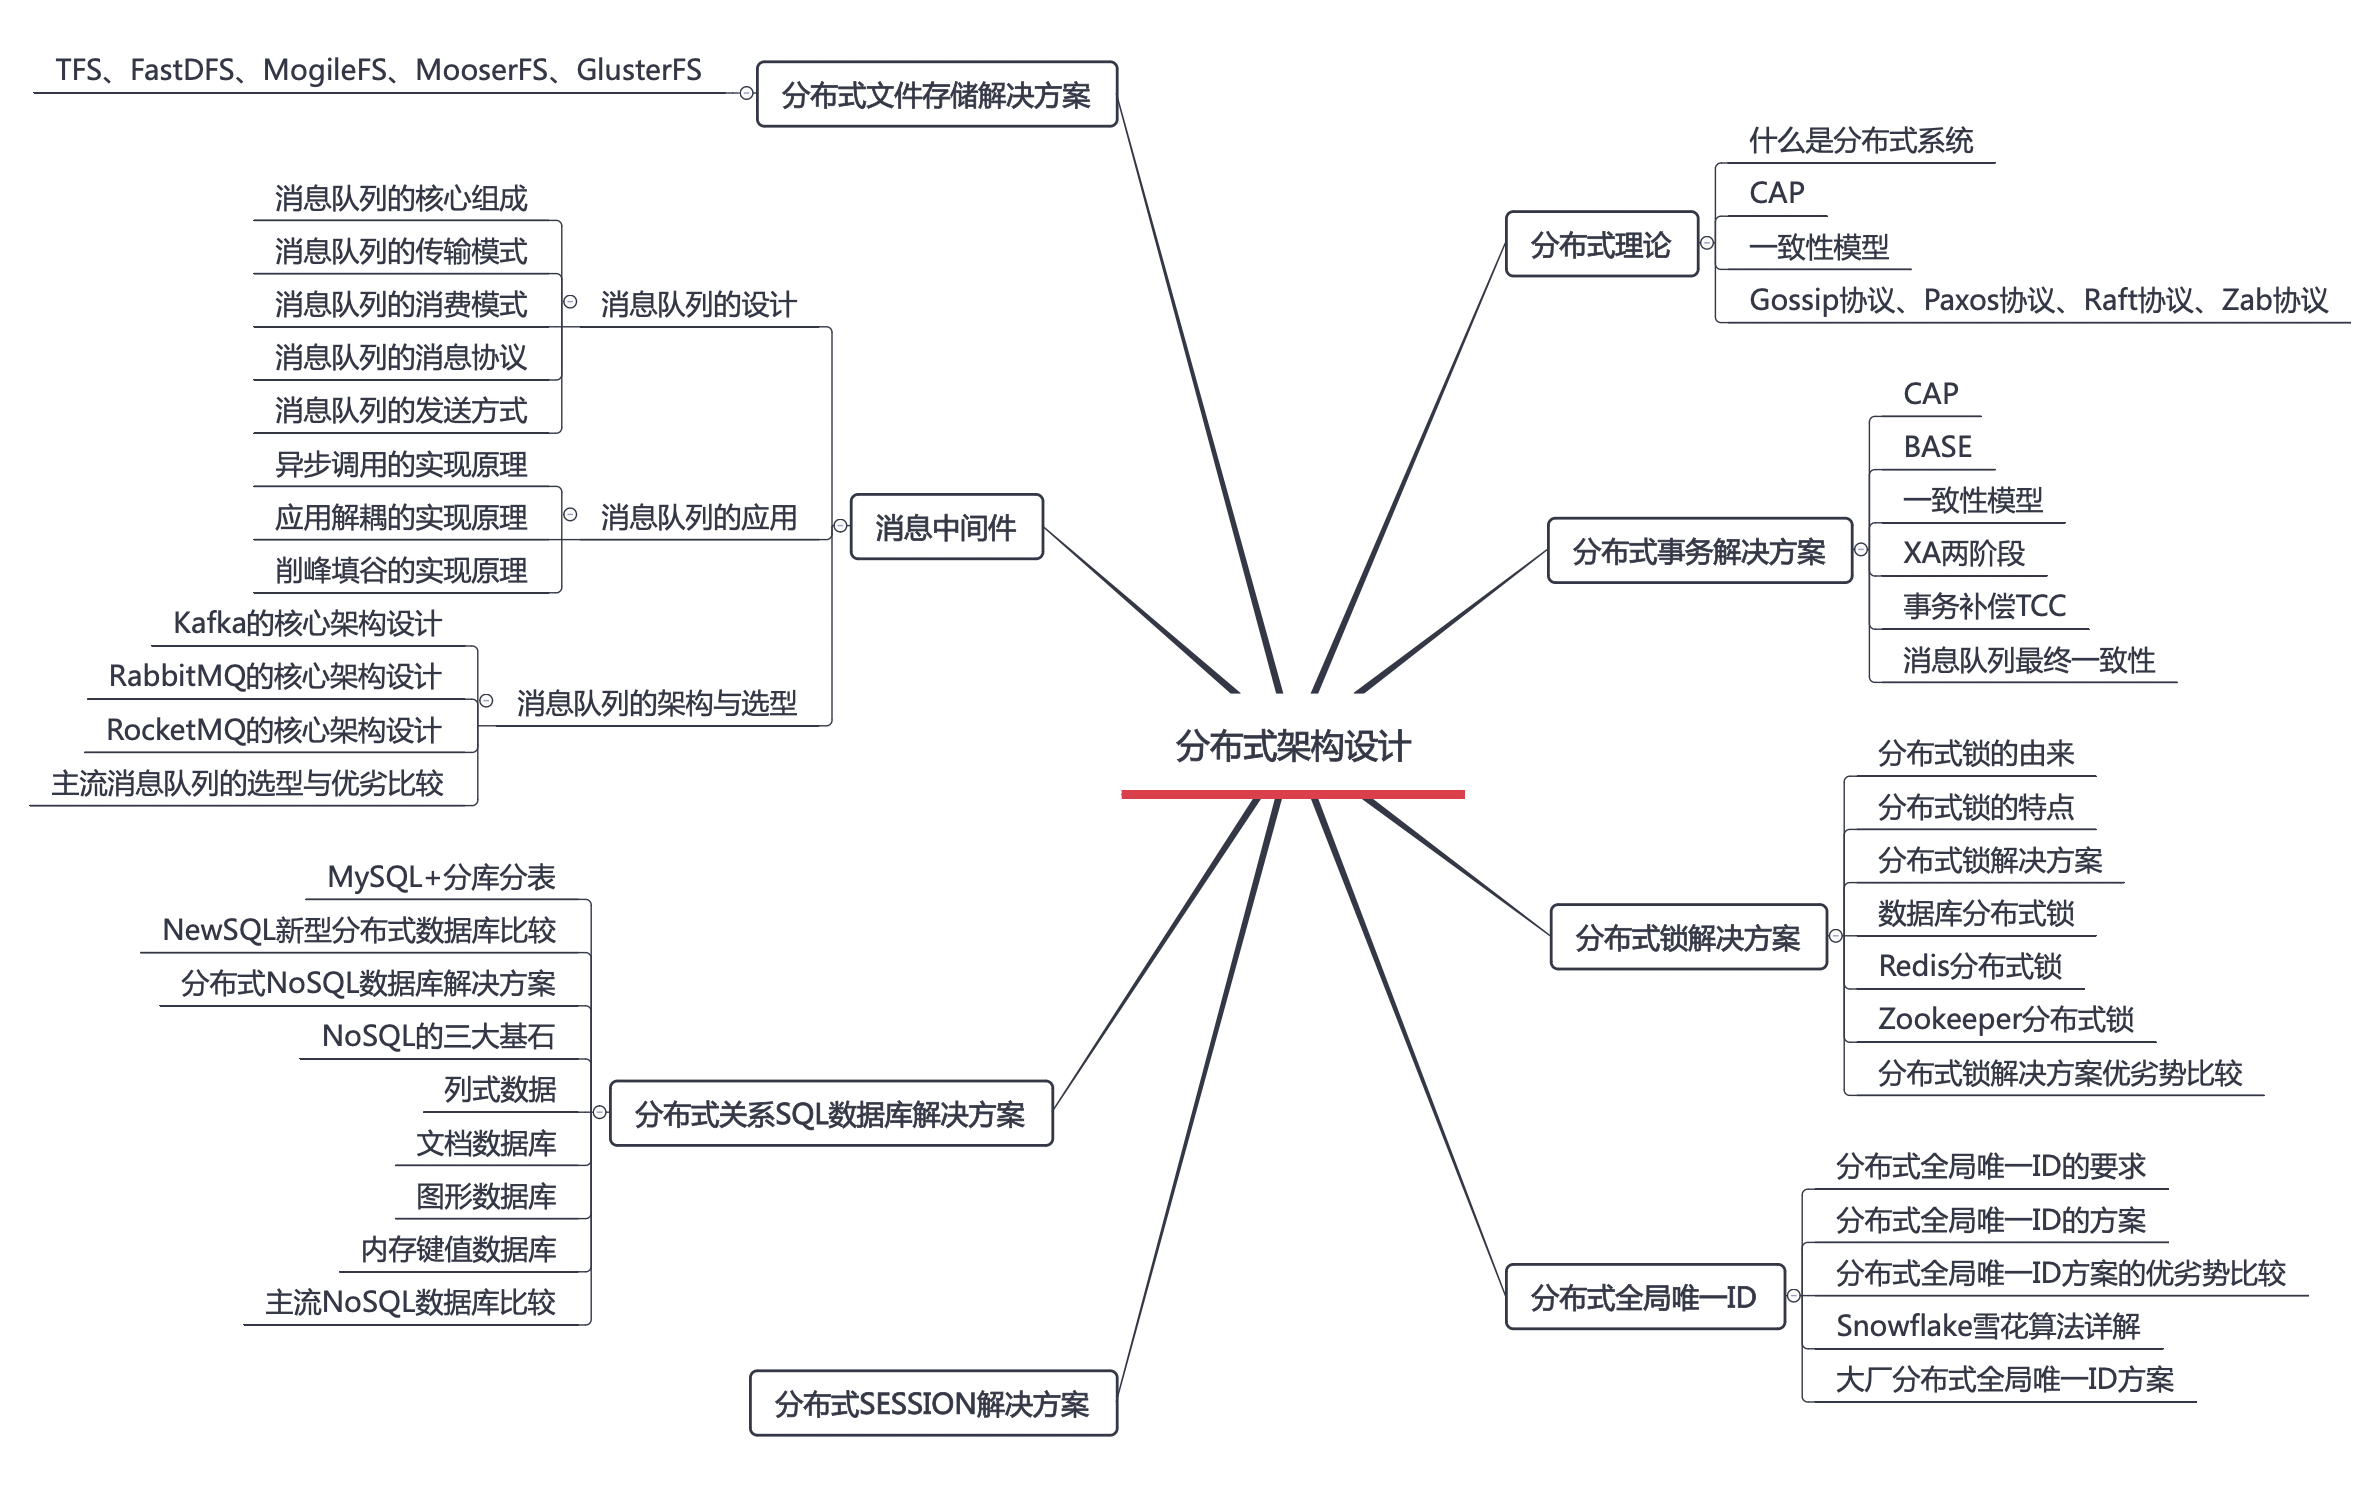 分布式架构设计
分布式理论
什么是分布式系统
CAP
一致性模型
Gossip协议、Paxos协议、Raft协议、Zab协议
分布式事务解决方案
CAP
BASE
一致性模型
XA两阶段
事务补偿TCC
消息队列最终一致性
分布式锁解决方案
分布式锁的由来
分布式锁的特点
分布式锁解决方案
数据库分布式锁
Redis分布式锁
Zookeeper分布式锁
分布式锁解决方案优劣势比较
分布式全局唯一ID
分布式全局唯一ID的要求
分布式全局唯一ID的方案
分布式全局唯一ID方案的优劣势比较
Snowflake雪花算法详解
大厂分布式全局唯一ID方案
分布式文件存储解决方案
TFS、FastDFS、MogileFS、MooserFS、GlusterFS
消息中间件
消息队列的设计
消息队列的核心组成
消息队列的传输模式
消息队列的消费模式
消息队列的消息协议
消息队列的发送方式
消息队列的应用
异步调用的实现原理
应用解耦的实现原理
削峰填谷的实现原理
消息队列的架构与选型
Kafka的核心架构设计
RabbitMQ的核心架构设计
RocketMQ的核心架构设计
主流消息队列的选型与优劣比较
分布式关系SQL数据库解决方案
MySQL+分库分表
NewSQL新型分布式数据库比较
分布式NoSQL数据库解决方案
NoSQL的三大基石
列式数据
文档数据库
图形数据库
内存键值数据库
主流NoSQL数据库比较
分布式SESSION解决方案